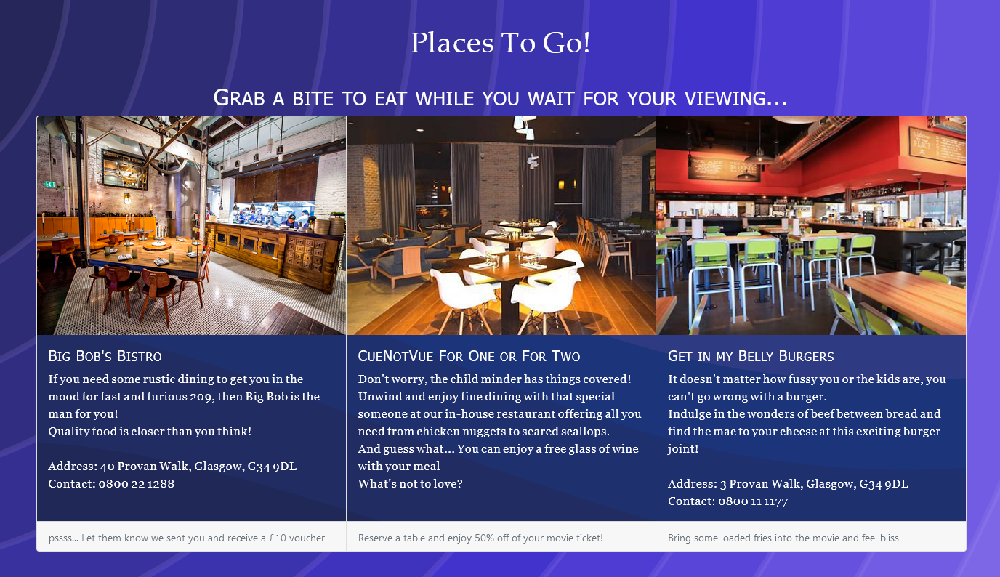 Places To Go!
Grab a bite to eat while you wait for your viewing...
EXIT
Big Bob's Bistro
If you need some rustic dining to get you in the
mood for fast and furious 209, then Big Bob is the
man for you!
Quality food is closer than you think!
Address: 40 Provan Walk, Glasgow, G34 9DL
Contact: 0800 22 1288
pssss... Let them know we sent you and receive a £10 voucher
CueNotVue For One or For Two
Don't worry, the child minder has things covered!
Unwind and enjoy fine dining with that special
someone at our in-house restaurant offering all you
need from chicken nuggets to seared scallops.
And guess what... You can enjoy a free glass of wine
with your meal
What's not to love?
Reserve a table and enjoy 50% off of your movie ticket!
WE ARE
PLACE
Get in my Belly Burgers
It doesn't matter how fussy you or the kids are, you
can't go wrong with a burger.
Indulge in the wonders of beef between bread and
find the mac to your cheese at this exciting burger
joint!
Address: 3 Provan Walk, Glasgow, G34 9DL
Contact: 0800 11 1177
Bring some loaded fries into the movie and feel bliss